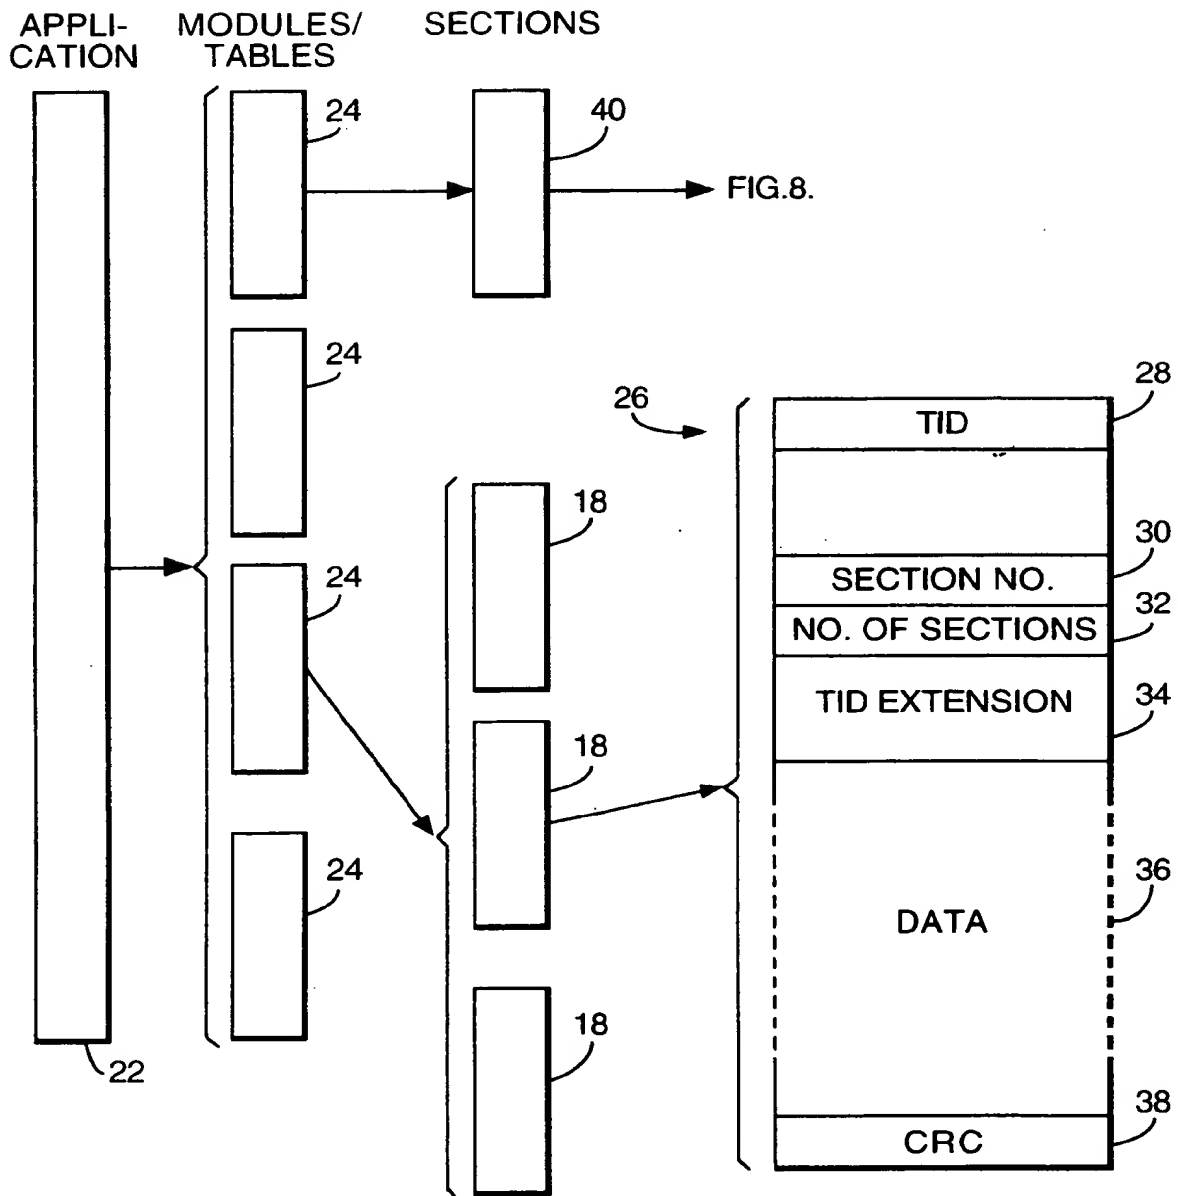 APPLI-
CATION
MODULES/
TABLES
SECTIONS
24
40
FIG.8.
24
26
28
TID
18
30
SECTION NO.
24
32
NO. OF SECTIONS
TID EXTENSION
34
18
24
36
DATA
18
22
38
CRC